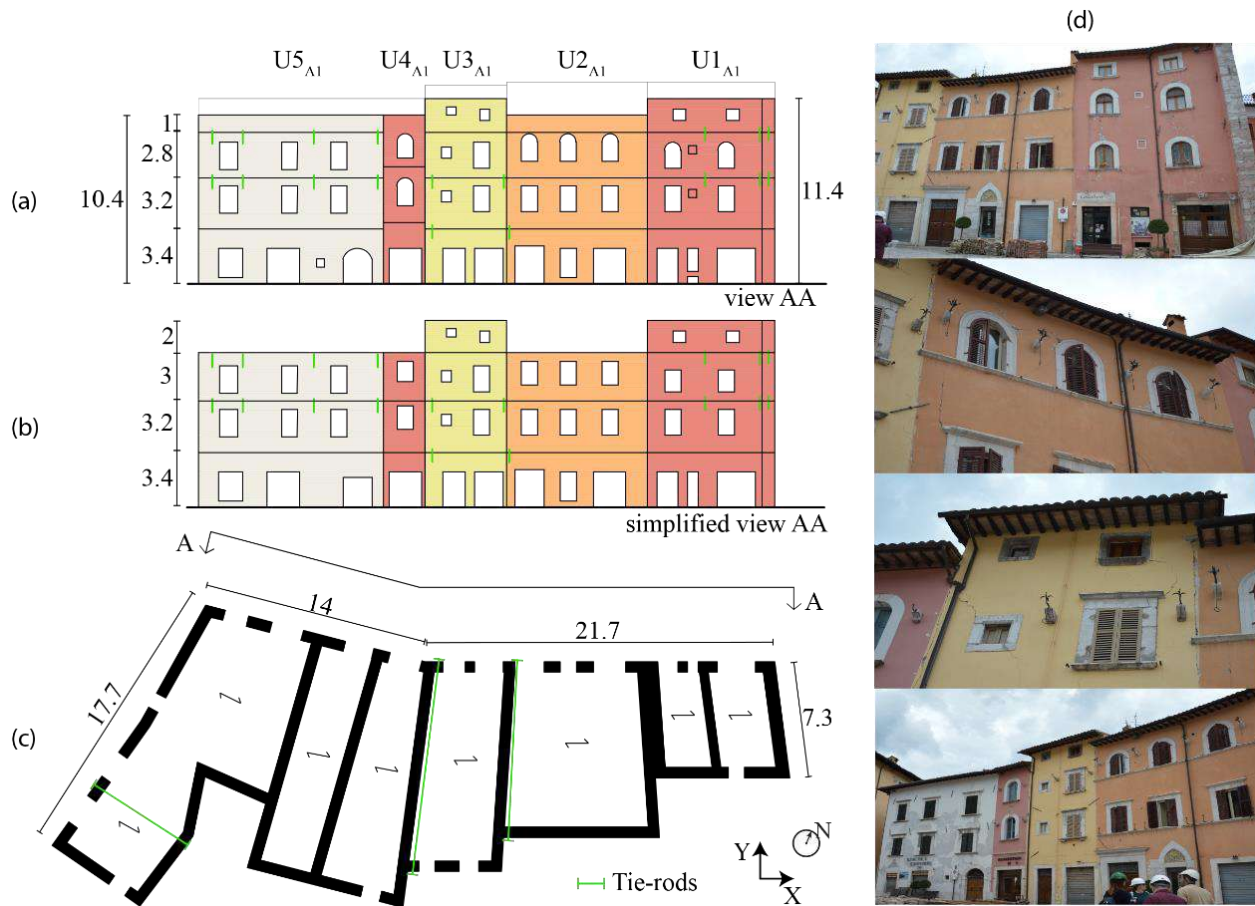 (d)
U5A1 U4A1 U3A1 U2A1 U1A1
(a)
10.4
1
2.8
3.2
3.4
11.4
view AA
(b)
2
3
3.2
3.4
simplified view AA
(c)
A
A
14
21.7
17.7
7.3
l
l
l
l
l
l
l
N
Y
X
Tie-rods